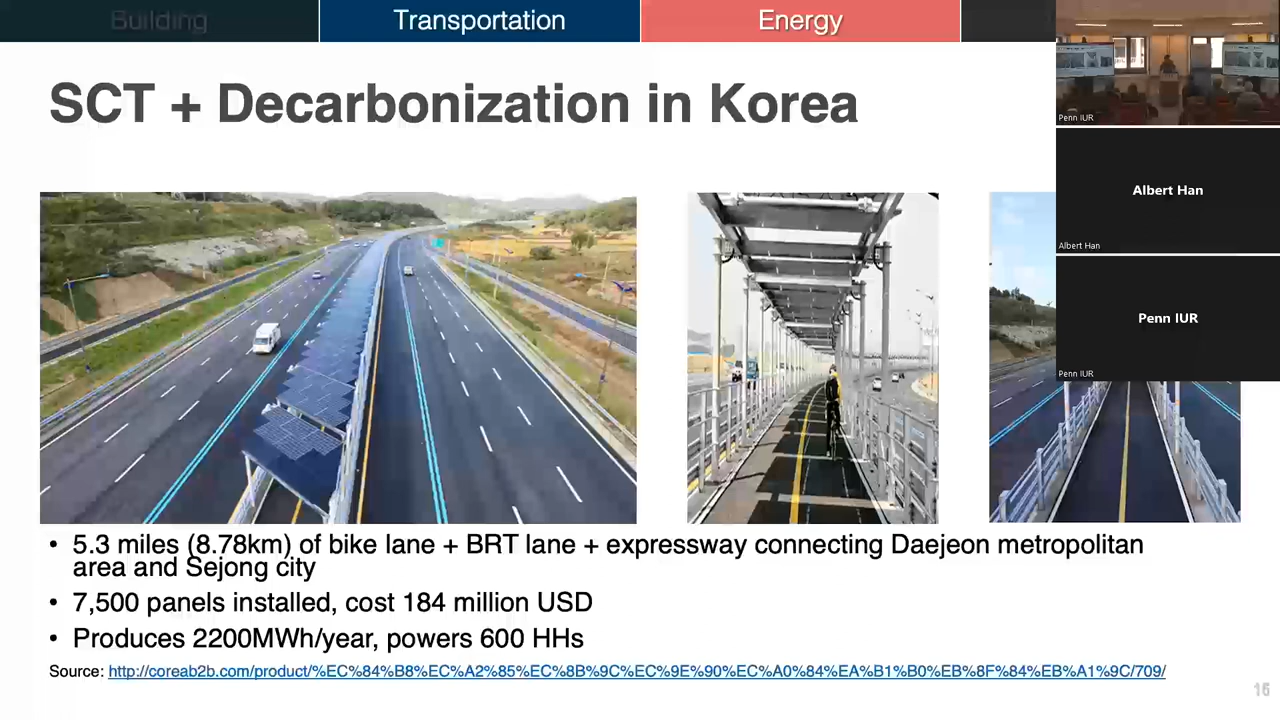 Building
Transportation
Energy
SCT + Decarbonization in Korea
Penn IUR
Albert Han
Albert Han
Penn IUR
Penn IUR
• 5.3 miles (8.78km) of bike lane + BRT lane + expressway connecting Daejeon metropolitan
area and Sejong city
• 7,500 panels installed, cost 184 million USD
• Produces 2200MWh/year, powers 600 HHs
Source: http://coreab2b.com/product/%EC%84%B8%EC%A2%85%EC%8B%9C%EC%9E%90%EC%A0%84%EA%B1%B0%EB%8F%84%EB%A1%9C/709/
16